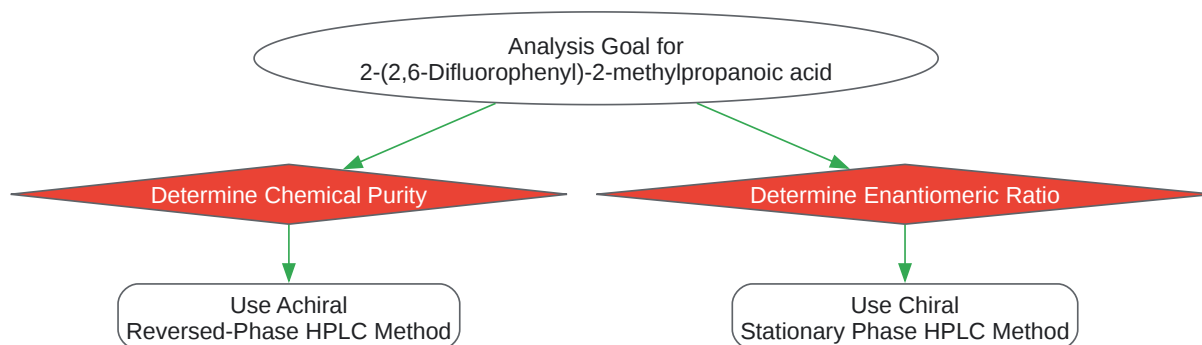 Analysis Goal for
2-(2,6-Difluorophenyl)-2-methylpropanoic acid
Determine Chemical Purity
Determine Enantiomeric Ratio
Use Achiral
Reversed-Phase HPLC Method
Use Chiral
Stationary Phase HPLC Method